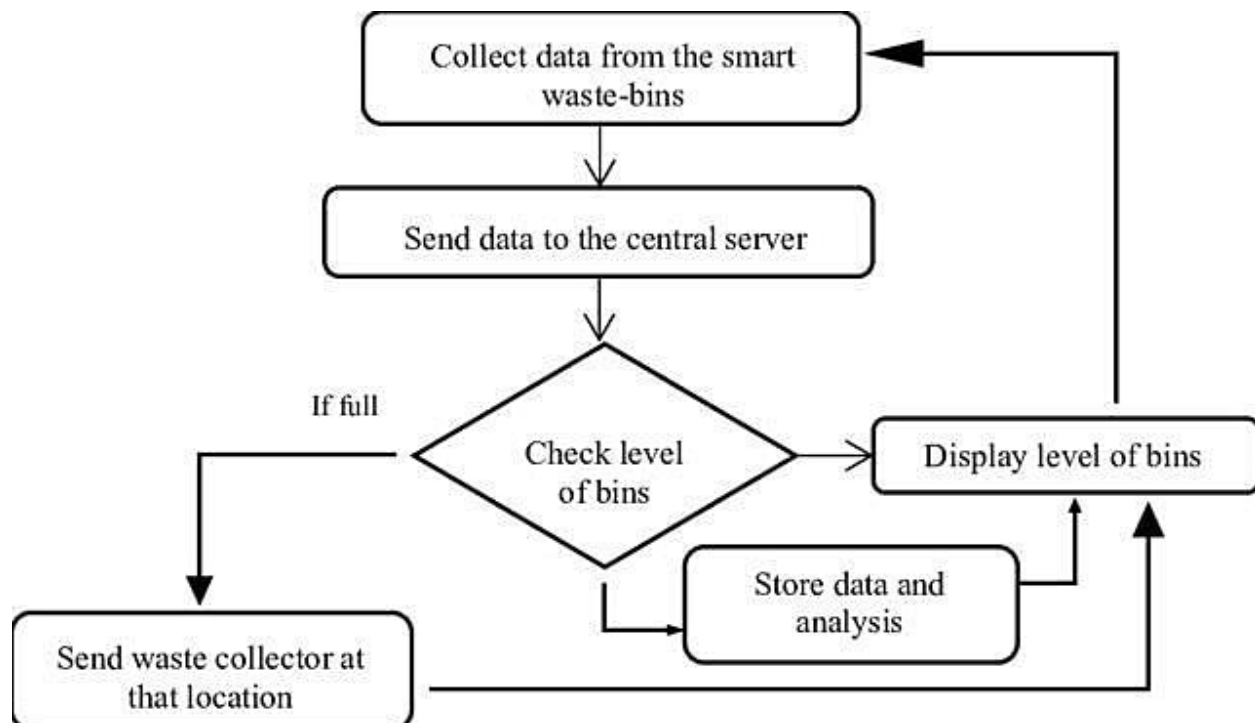 Collect data from the smart
waste-bins
Send data to the central server
If full
Check level
of bins
Display level of bins
Store data and
analysis
Send waste collector at
that location